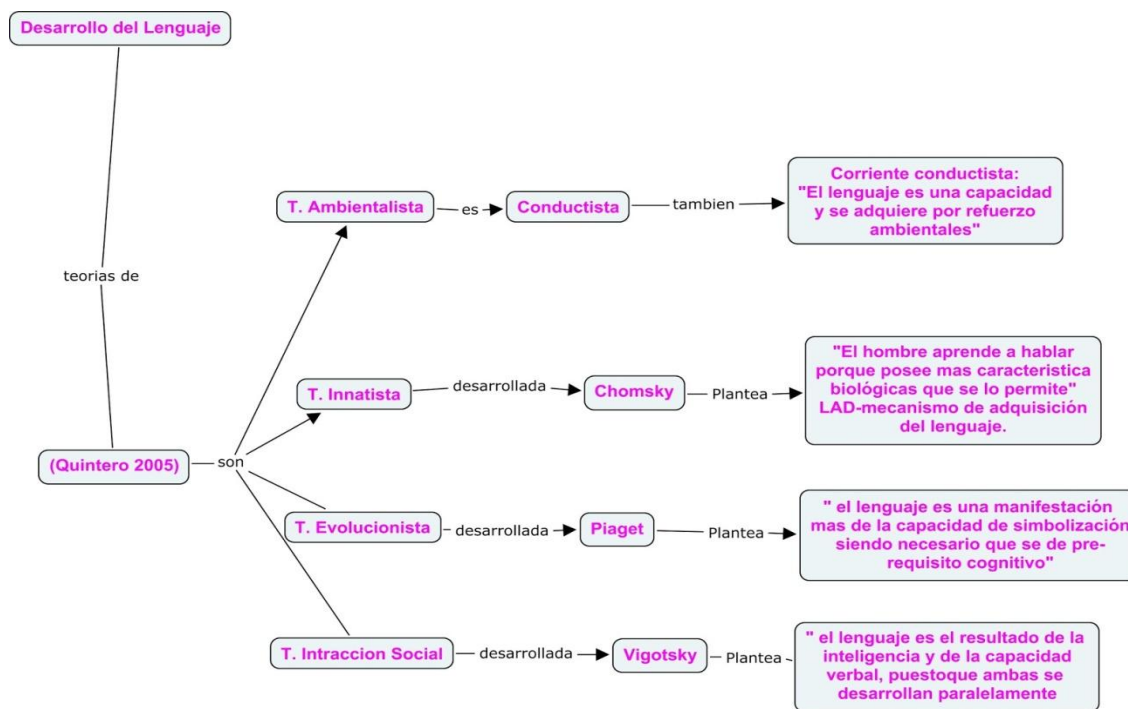 Desarrollo del Lenguaje
teorias de
(Quintero 2005)
son
T. Ambientalista
es
Conductista
tambien
Corriente conductista:
"El lenguaje es una capacidad
y se adquiere por refuerzo
ambientales"
T. Innatista
desarrollada
Chomsky
Plantea
"El hombre aprende a hablar
porque posee mas caracteristica
biológicas que se lo permite"
LAD-mecanismo de adquisición
del lenguaje.
T. Evolucionista
desarrollada
Piaget
Plantea
" el lenguaje es una manifestación
mas de la capacidad de simbolización
siendo necesario que se de pre-
requisito cognitivo"
T. Intraccion Social
desarrollada
Vigotsky
Plantea
" el lenguaje es el resultado de la
inteligencia y de la capacidad
verbal, puestoque ambas se
desarrollan paralelamente